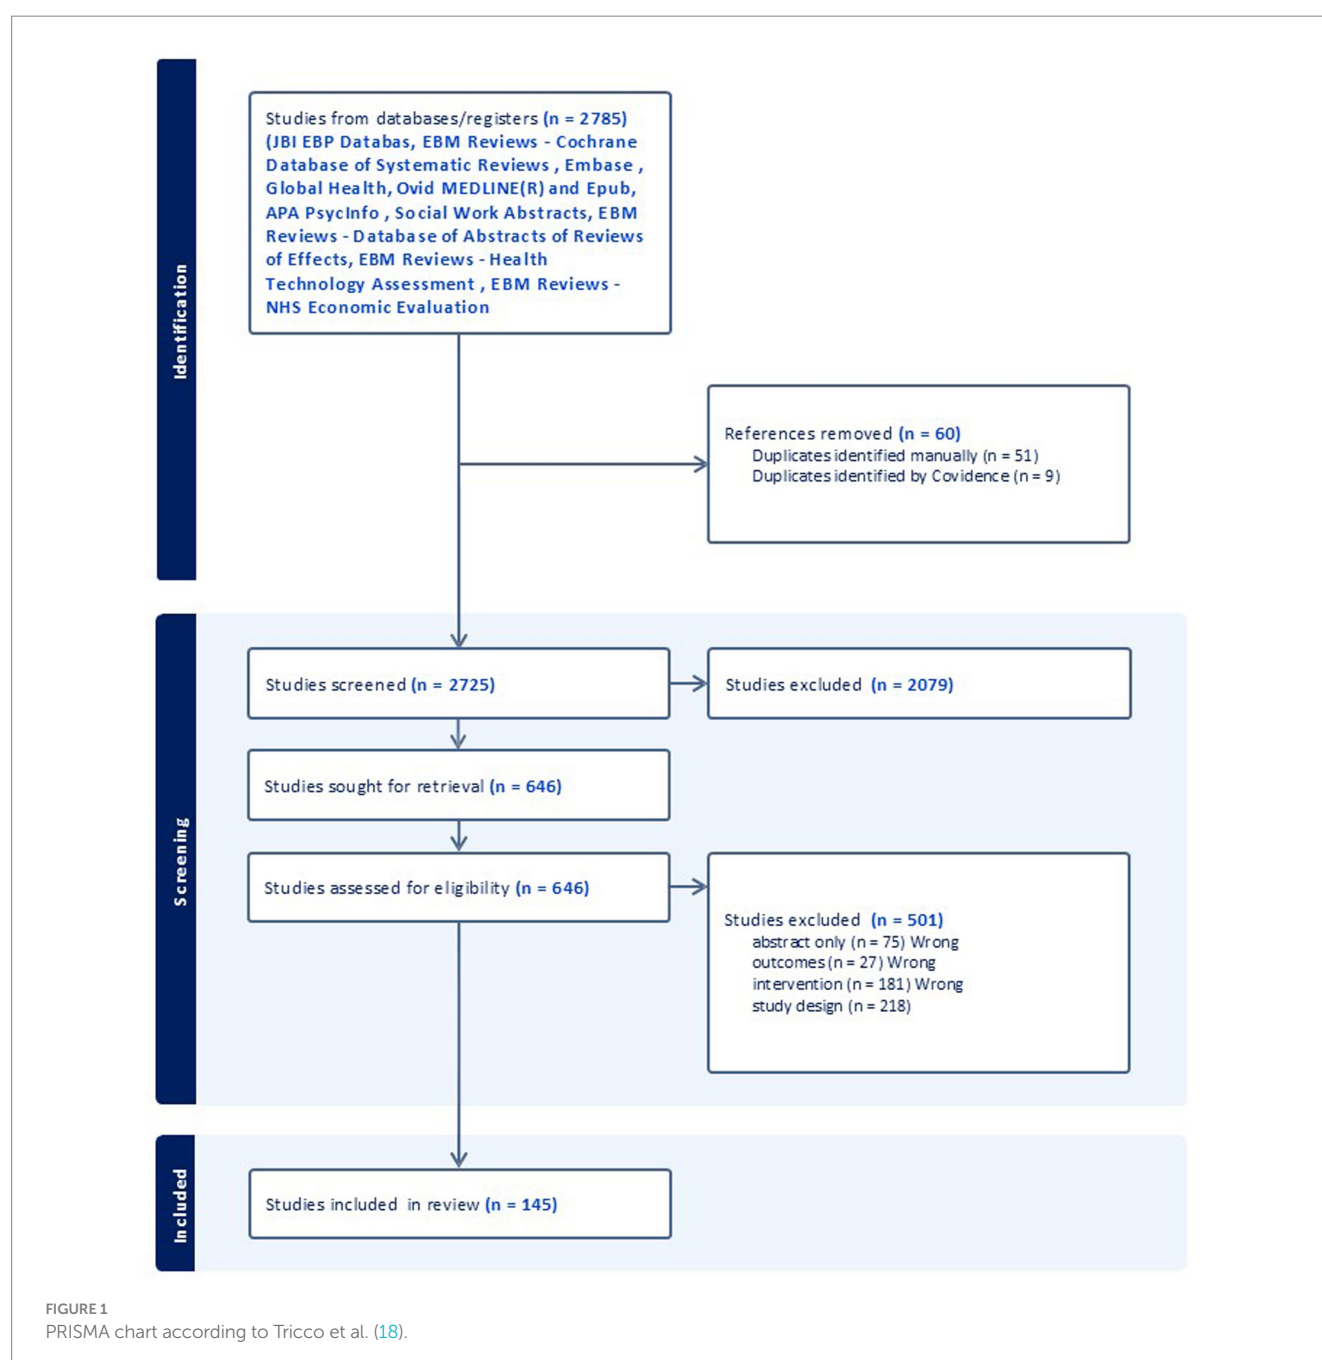 Identification
Studies from databases/registers (n = 2785)
(JBI EBP Databas, EBM Reviews - Cochrane
Database of Systematic Reviews , Embase ,
Global Health, Ovid MEDLINE(R) and Epub,
APA PsycInfo , Social Work Abstracts, EBM
Reviews - Database of Abstracts of Reviews
of Effects, EBM Reviews - Health
Technology Assessment , EBM Reviews -
NHS Economic Evaluation
References removed (n = 60)
Duplicates identified manually (n = 51)
Duplicates identified by Covidence (n = 9)
Screening
Studies screened (n = 2725)
Studies excluded (n = 2079)
Studies sought for retrieval (n = 646)
Studies assessed for eligibility (n = 646)
Studies excluded (n = 501)
abstract only (n = 75) Wrong
outcomes (n = 27) Wrong
intervention (n = 181) Wrong
study design (n = 218)
Included
Studies included in review (n = 145)
FIGURE 1
PRISMA chart according to Tricco et al. (18).